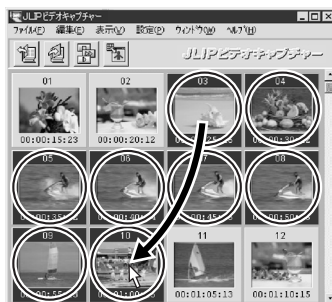 JLIPビデオキャプチャー
ファイル(F) 編集(E) 表示(V) 設定(P) ウィンドウ(W) ヘルプ(H)
JLIPビデオキャプチャー
01 02 03 04
00:00:15:23 00:00:20:12
05 06 07 08
09 10 11 12
00:01:05:13 00:01:10:15